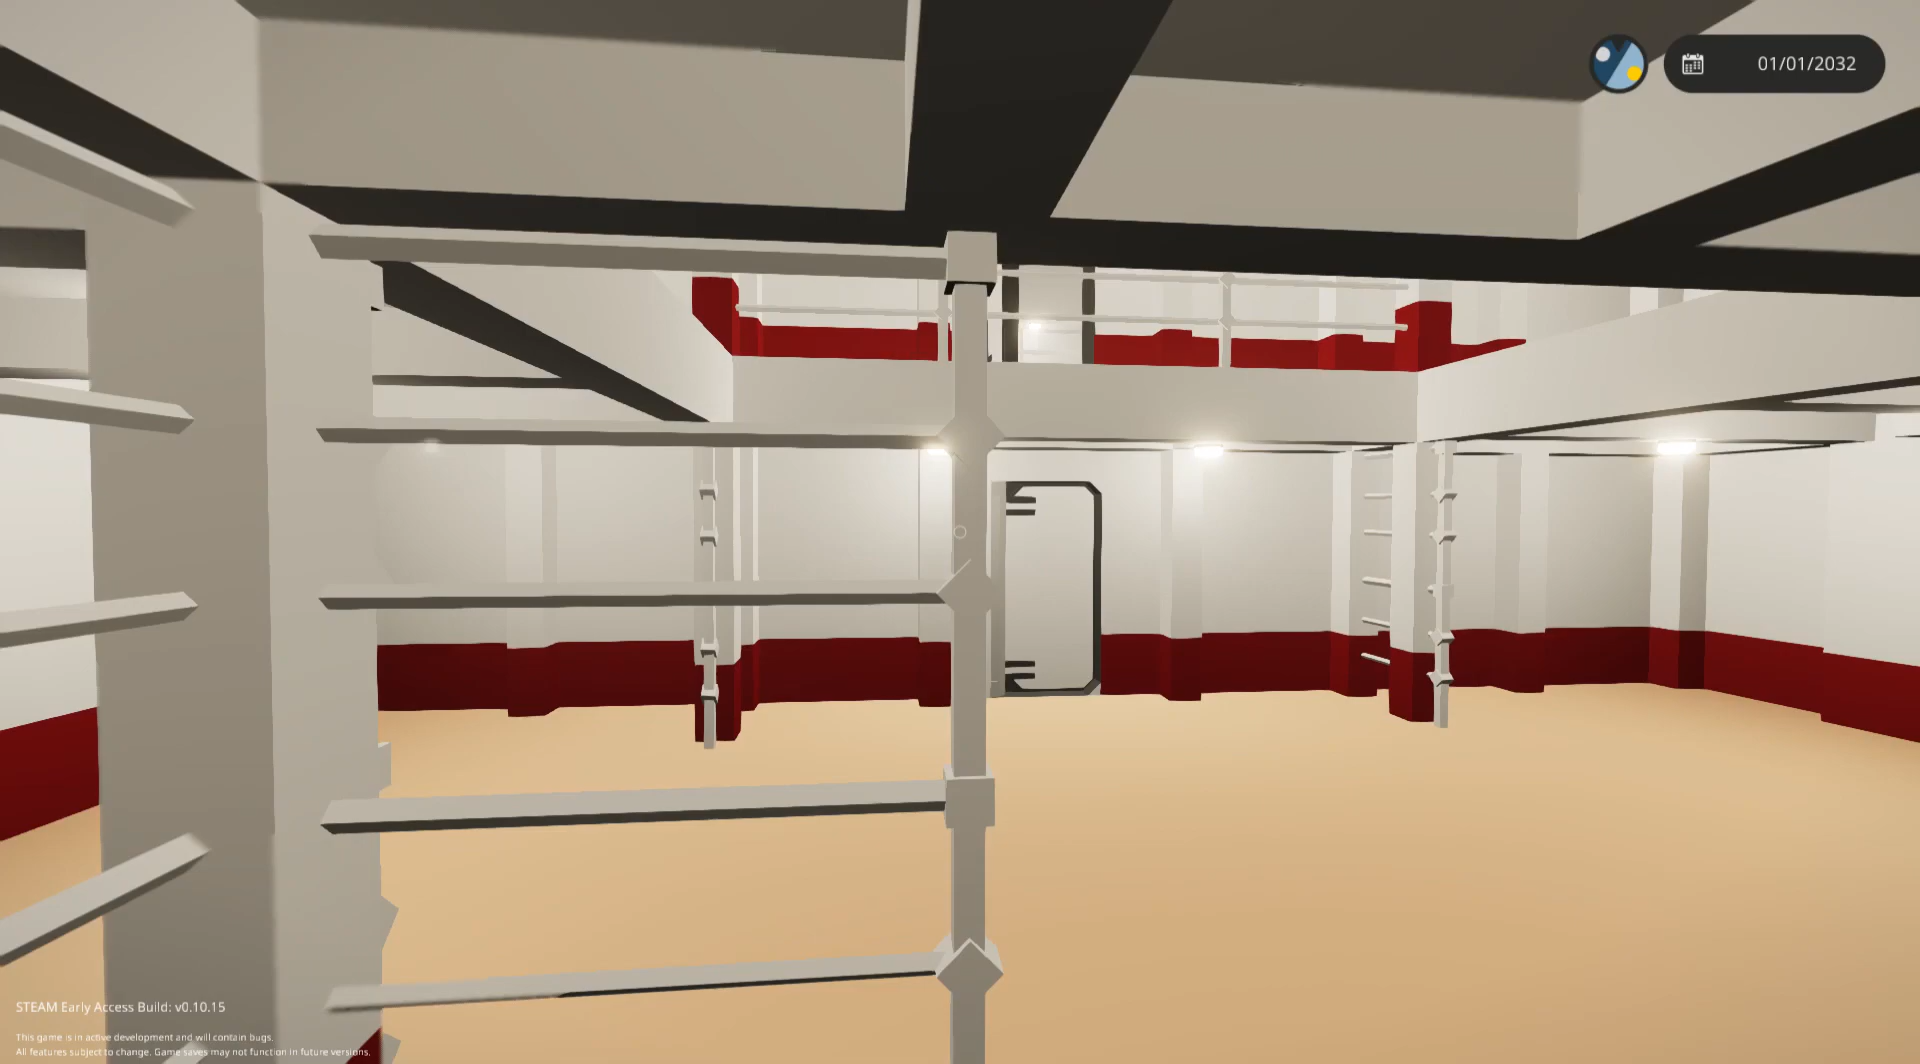 01/01/2032
STEAM Early Access Build: v0.10.15
This game is in active development and will contain bugs.
All features subject to change. Game saves may not function in future versions.